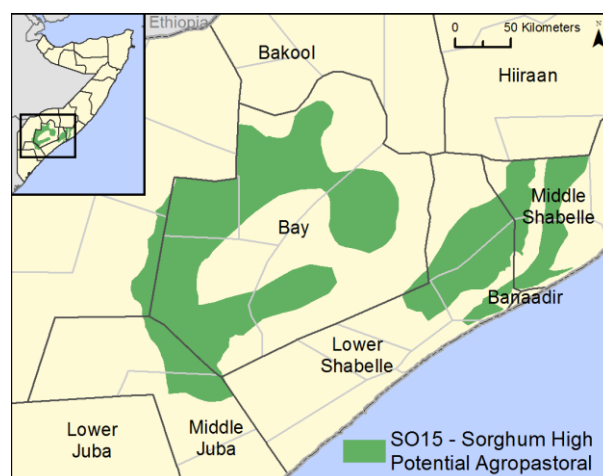 Ethiopia
Bakool
0 50 Kilometers
N
Hiiraan
Middle
Shabelle
Bay
Banaadir
Lower
Shabelle
Lower
Juba
Middle
Juba
SO15 - Sorghum High
Potential Agropastoral